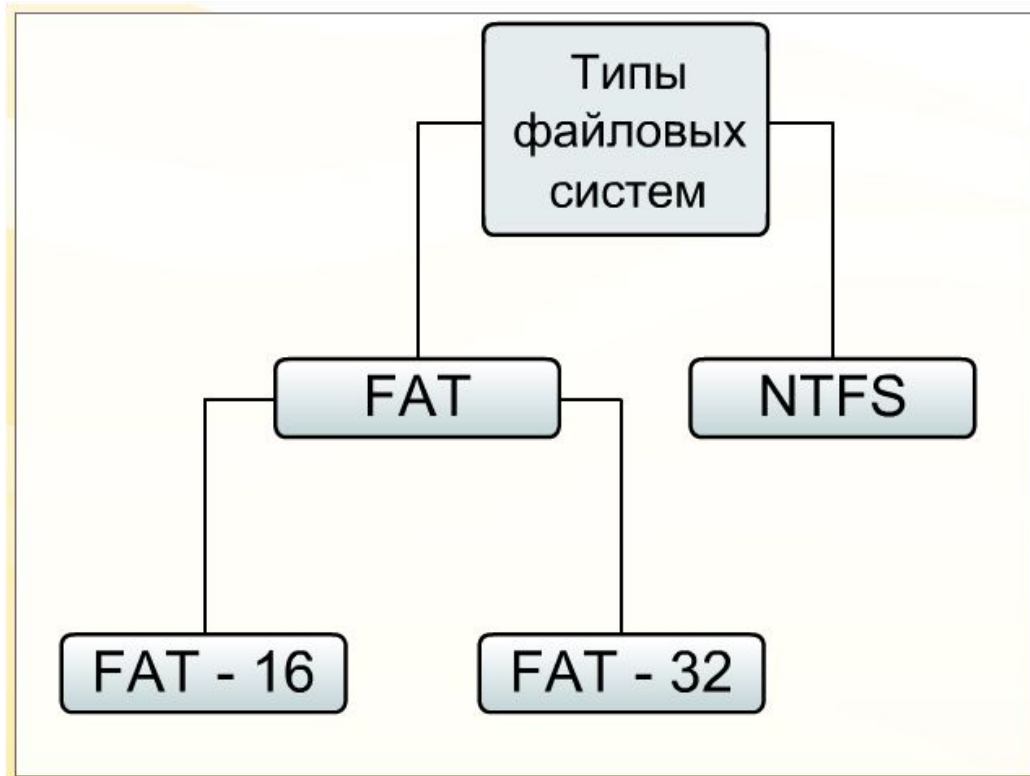 Типы
файловых
систем
FAT
NTFS
FAT - 16
FAT - 32